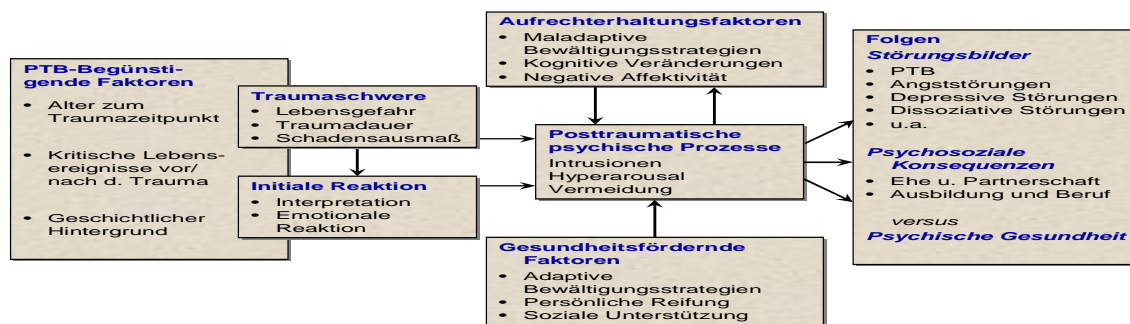 PTB-Begünsti-
gende Faktoren
• Alter zum
Traumazeitpunkt
• Kritische Lebens-
ereignisse vor/
nach d. Trauma
• Geschichtlicher
Hintergrund
Traumaschwere
• Lebensgefahr
• Traumadauer
• Schadensausmaß
Initiale Reaktion
• Interpretation
• Emotionale
Reaktion
Aufrechterhaltungsfaktoren
• Maladaptive
Bewältigungsstrategien
• Kognitive Veränderungen
• Negative Affektivität
Posttraumatische
psychische Prozesse
Intrusionen
Hyperarousal
Vermeidung
Gesundheitsfördernde
Faktoren
• Adaptive
Bewältigungsstrategien
• Persönliche Reifung
• Soziale Unterstützung
Folgen
Störungsbilder
• PTB
• Angststörungen
• Depressive Störungen
• Dissoziative Störungen
• u.a.
Psychosoziale
Konsequenzen
• Ehe u. Partnerschaft
• Ausbildung und Beruf
versus
Psychische Gesundheit